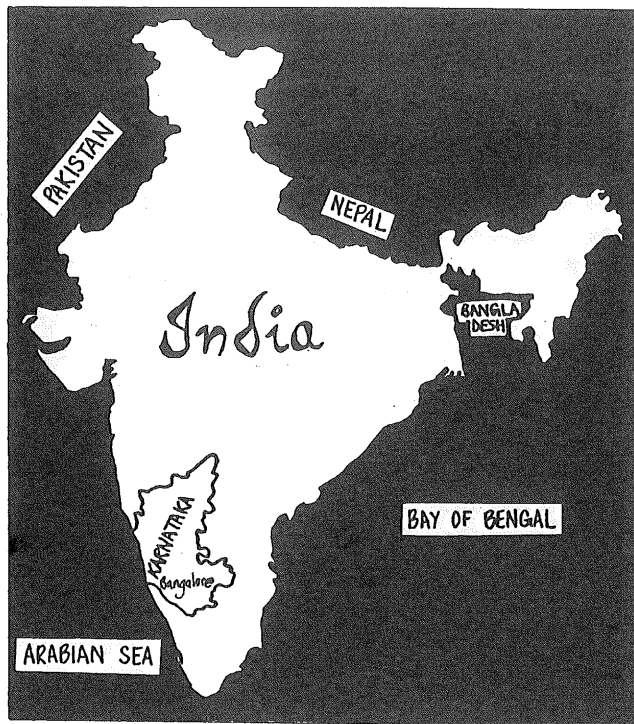 PAKISTAN
NEPAL
BANGLA
DESH
India
KARNATAKA
Bangalore
BAY OF BENGAL
ARABIAN SEA